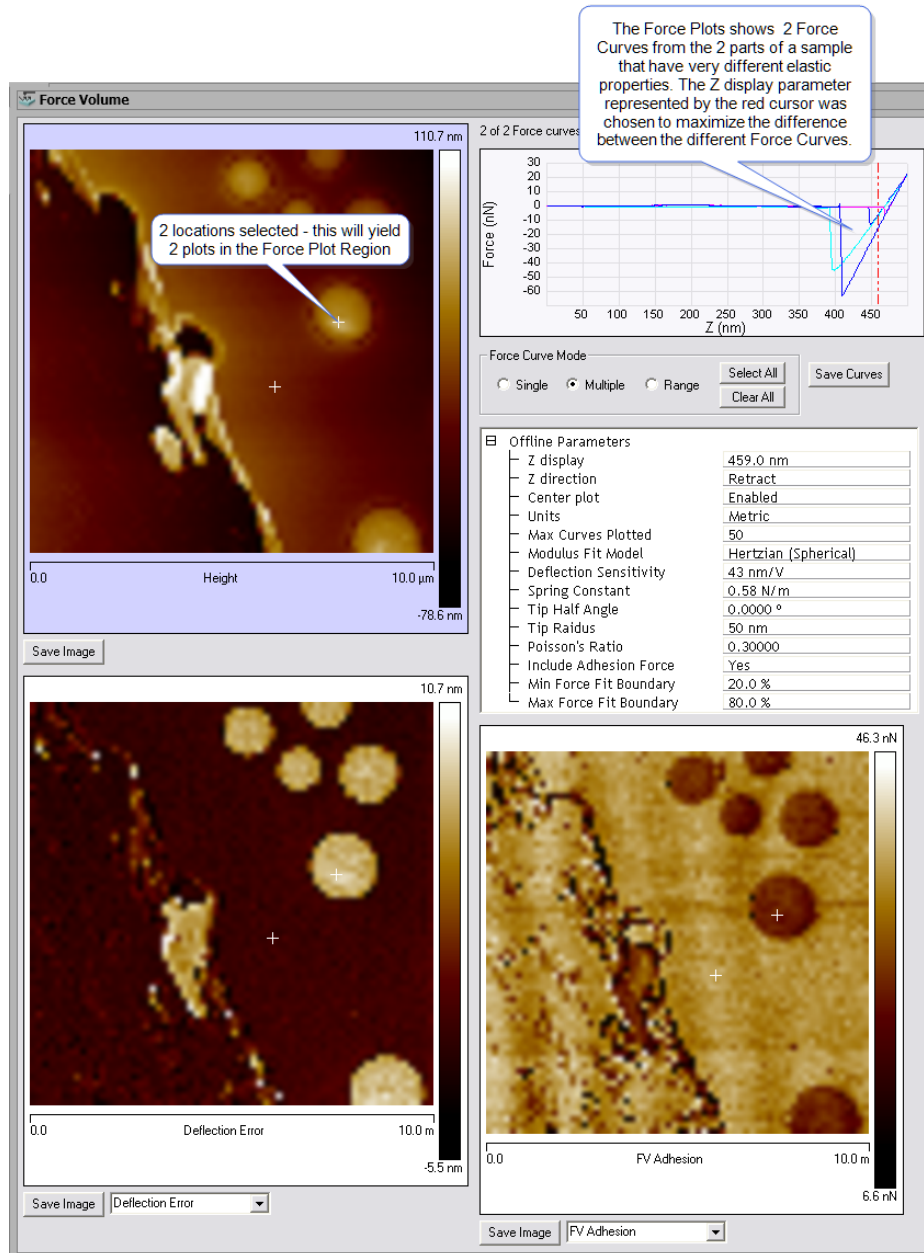 The Force Plots shows 2 Force
Curves from the 2 parts of a sample
that have very different elastic
properties. The Z display parameter
represented by the red cursor was
chosen to maximize the difference
between the different Force Curves.
Force Volume
110.7 nm
2 locations selected - this will yield
2 plots in the Force Plot Region
0.0 Height 10.0 µm
-78.6 nm
Save Image
2 of 2 Force curves
Force (nN)
30
20
10
0
-10
-20
-30
-40
-50
-60
50 100 150 200 250 300 350 400 450
Z (nm)
Force Curve Mode
Single Multiple Range
Select All
Clear All
Save Curves
Offline Parameters
Z display 459.0 nm
Z direction Retract
Center plot Enabled
Units Metric
Max Curves Plotted 50
Modulus Fit Model Hertzian (Spherical)
Deflection Sensitivity 43 nm/V
Spring Constant 0.58 N/m
Tip Half Angle 0.0000 º
Tip Raidus 50 nm
Poisson's Ratio 0.30000
Include Adhesion Force Yes
Min Force Fit Boundary 20.0 %
Max Force Fit Boundary 80.0 %
10.7 nm
0.0 Deflection Error 10.0 m
-5.5 nm
Save Image Deflection Error
46.3 nN
0.0 FV Adhesion 10.0 m
6.6 nN
Save Image FV Adhesion